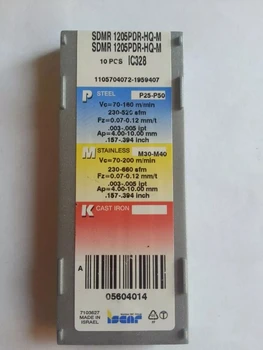 SDMR 1205PDR-HQ-M
SDMR 1205PDR-HQ-M
10 PCS IC328
1105704072-1959407
P STEEL P25-P50
Vc=70-160 m/min
230-520 sfm
Fz=0.07-0.12 mm/t
.003-.005 ipt
Ap=4.00-10.00 mm
.157-.394 inch
M STAINLESS M30-M40
Vc=70-200 m/min
230-660 sfm
Fz=0.07-0.12 mm/t
.003-.005 ipt
Ap=4.00-10.00 mm
.157-.394 inch
K CAST IRON
A
05604014
7103627
MADE IN
ISRAEL
iscar